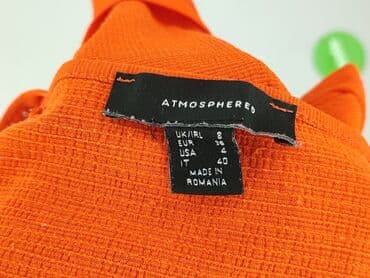 ATMOSPHERE
UK/IRL 8
EUR 36
USA 4
IT 40
MADE IN
ROMANIA